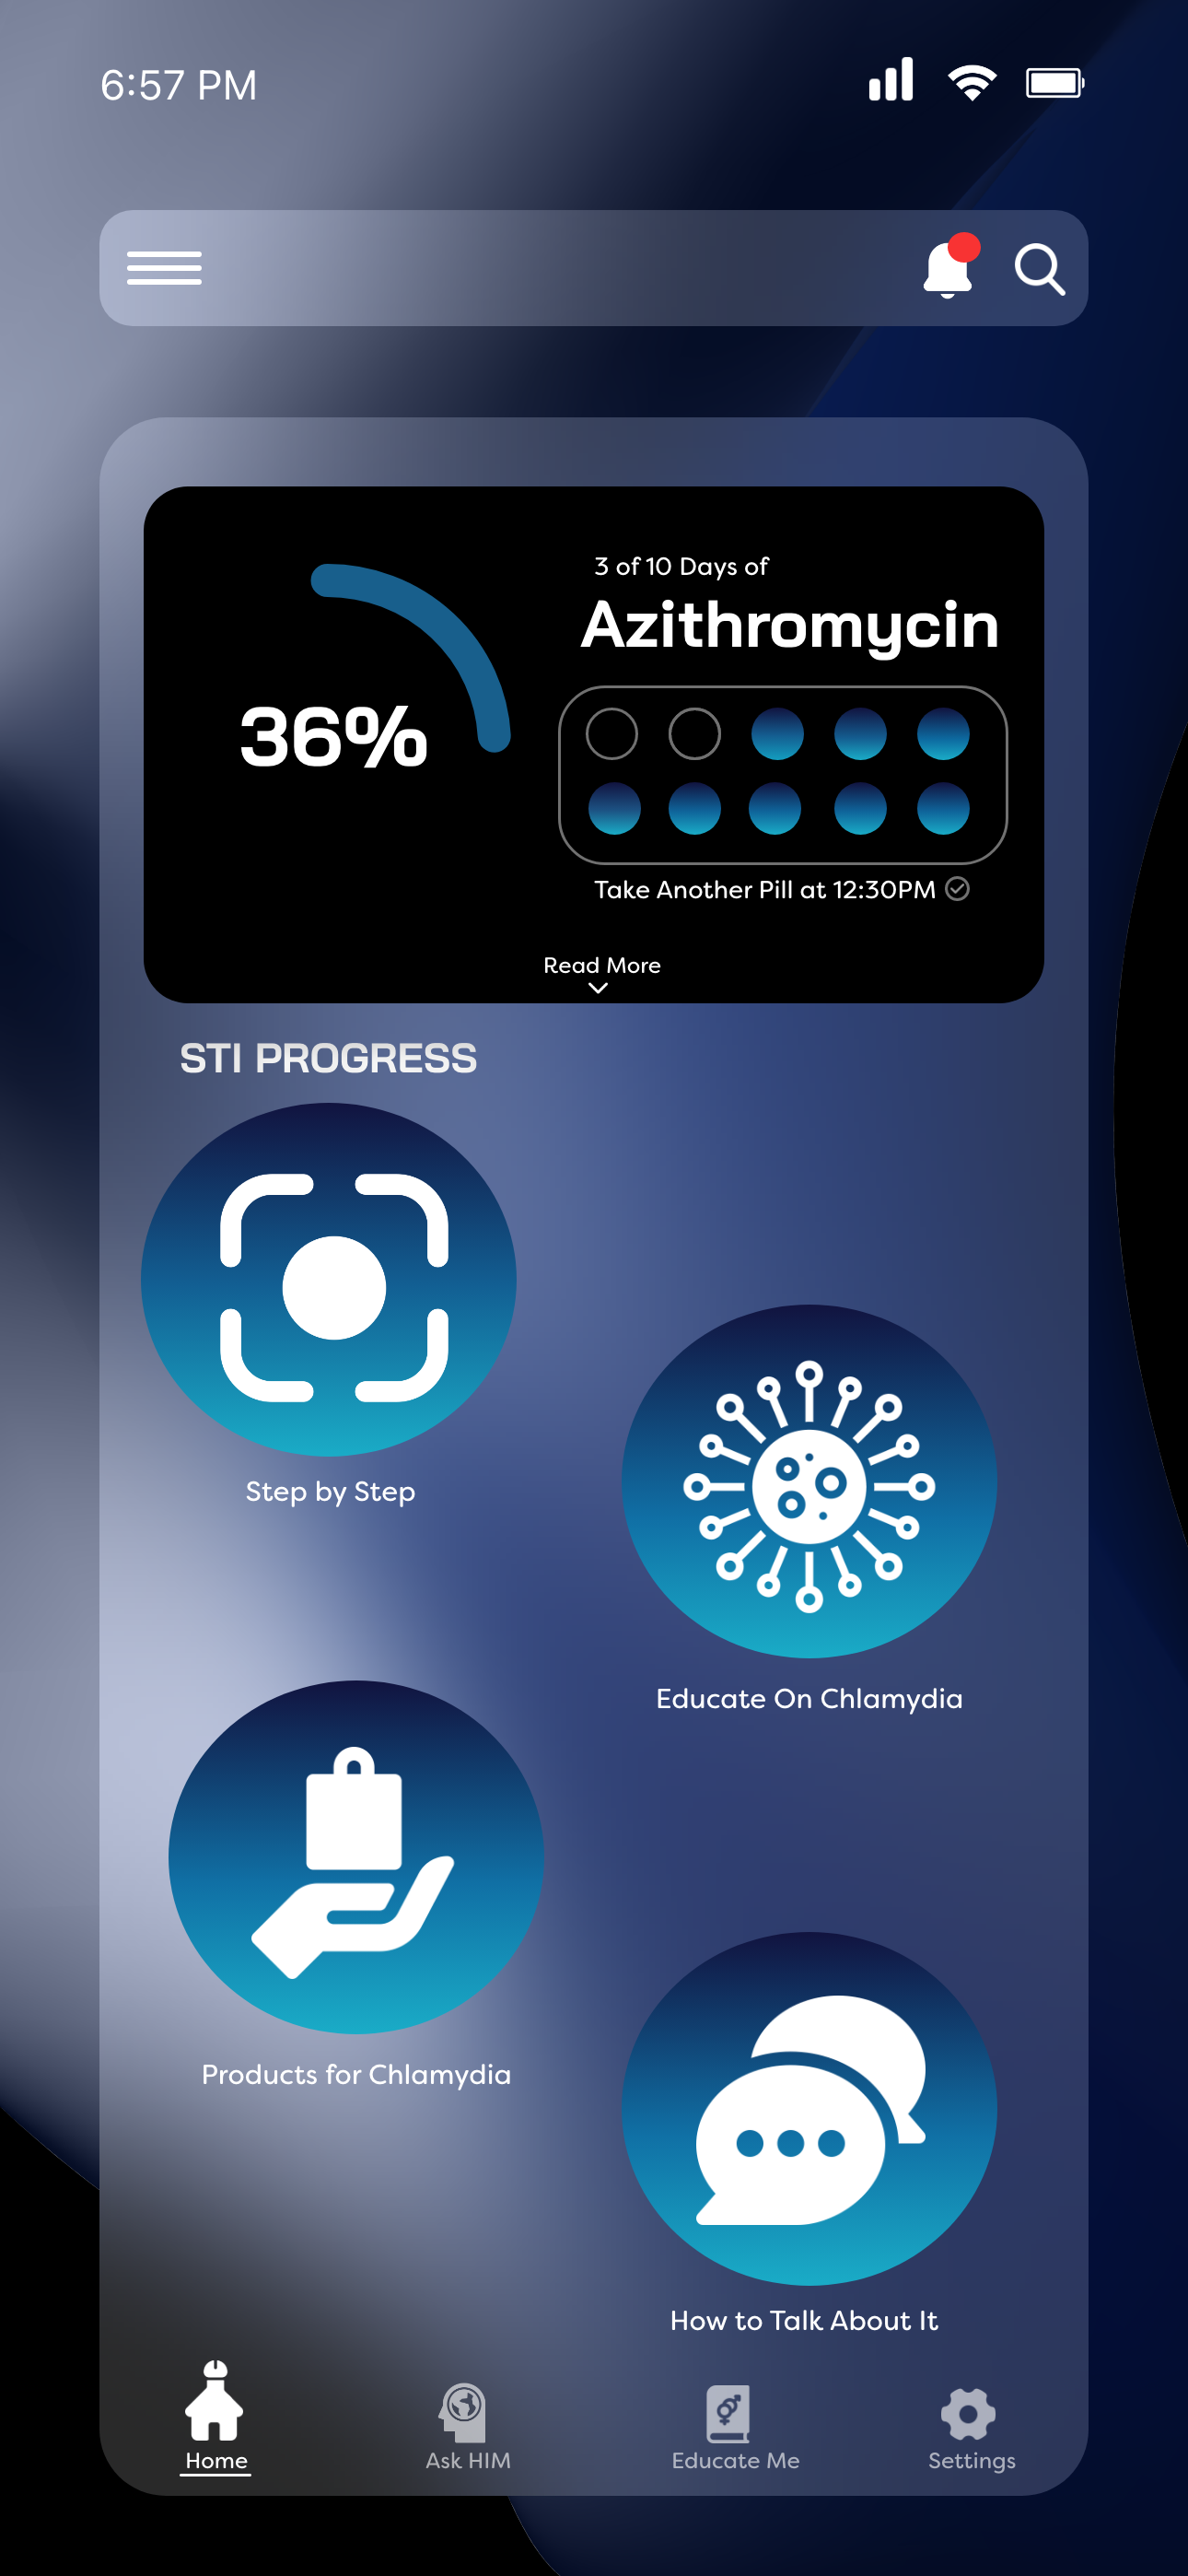 6:57 PM
3 of 10 Days of
Azithromycin
36%
Take Another Pill at 12:30PM
Read More
STI PROGRESS
Step by Step
Educate On Chlamydia
Products for Chlamydia
How to Talk About It
Home
Ask HIM
Educate Me
Settings